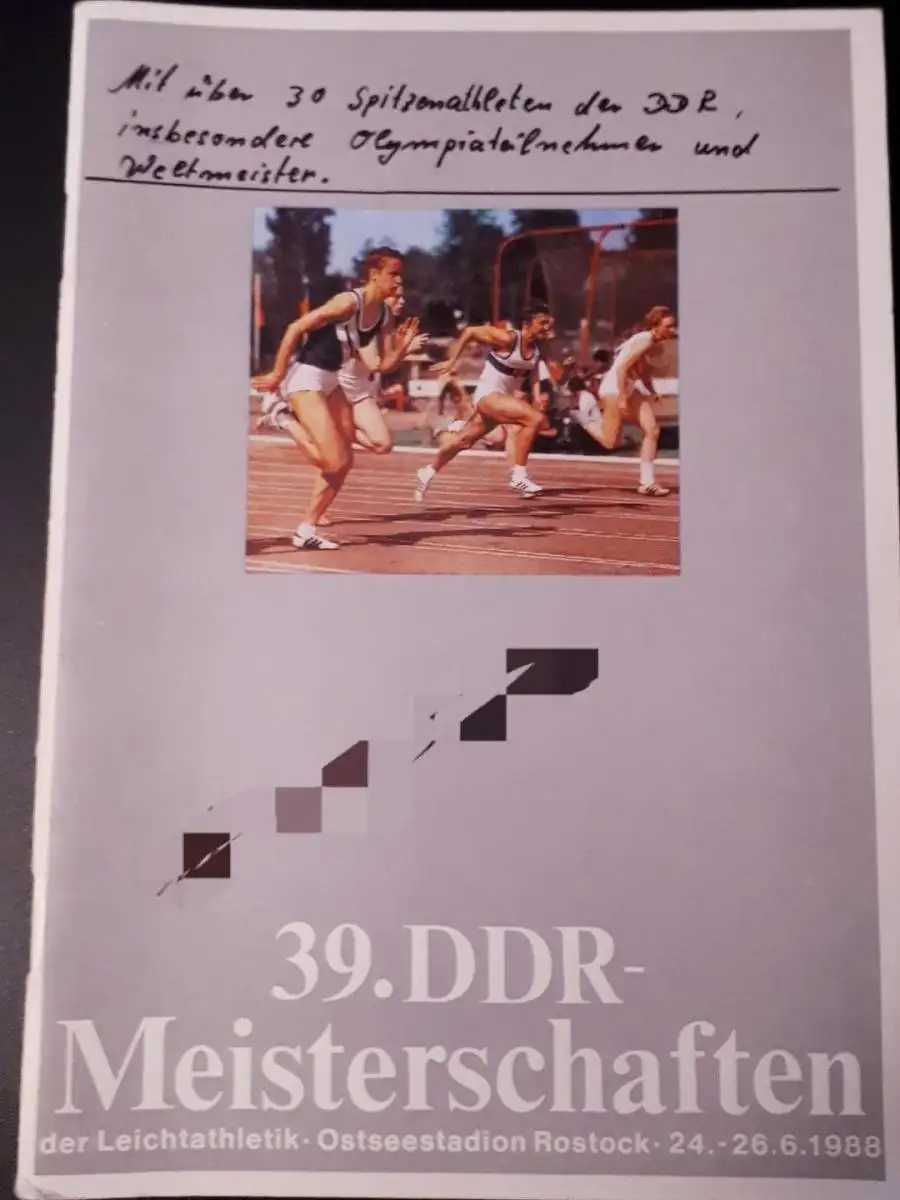 Mit über 30 Spitzenathleten der DDR,
insbesondere Olympiateilnehmer und
Weltmeister.
39. DDR-
Meisterschaften
der Leichtathletik · Ostseestadion Rostock · 24.-26.6.1988